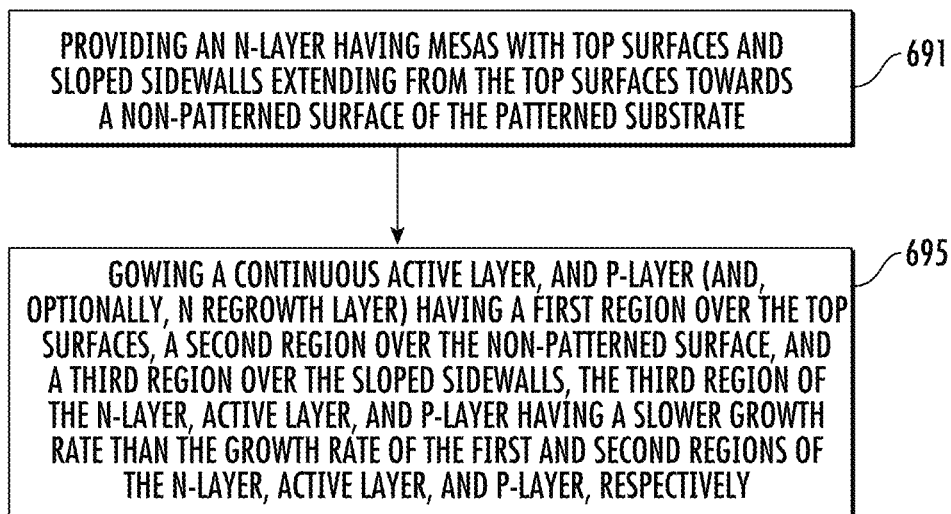 PROVIDING AN N-LAYER HAVING MESAS WITH TOP SURFACES AND
SLOPED SIDEWALLS EXTENDING FROM THE TOP SURFACES TOWARDS
A NON-PATTERNED SURFACE OF THE PATTERNED SUBSTRATE
691
GOWING A CONTINUOUS ACTIVE LAYER, AND P-LAYER (AND,
OPTIONALLY, N REGROWTH LAYER) HAVING A FIRST REGION OVER THE TOP
SURFACES, A SECOND REGION OVER THE NON-PATTERNED SURFACE, AND
A THIRD REGION OVER THE SLOPED SIDEWALLS, THE THIRD REGION OF
THE N-LAYER, ACTIVE LAYER, AND P-LAYER HAVING A SLOWER GROWTH
RATE THAN THE GROWTH RATE OF THE FIRST AND SECOND REGIONS OF
THE N-LAYER, ACTIVE LAYER, AND P-LAYER, RESPECTIVELY
695